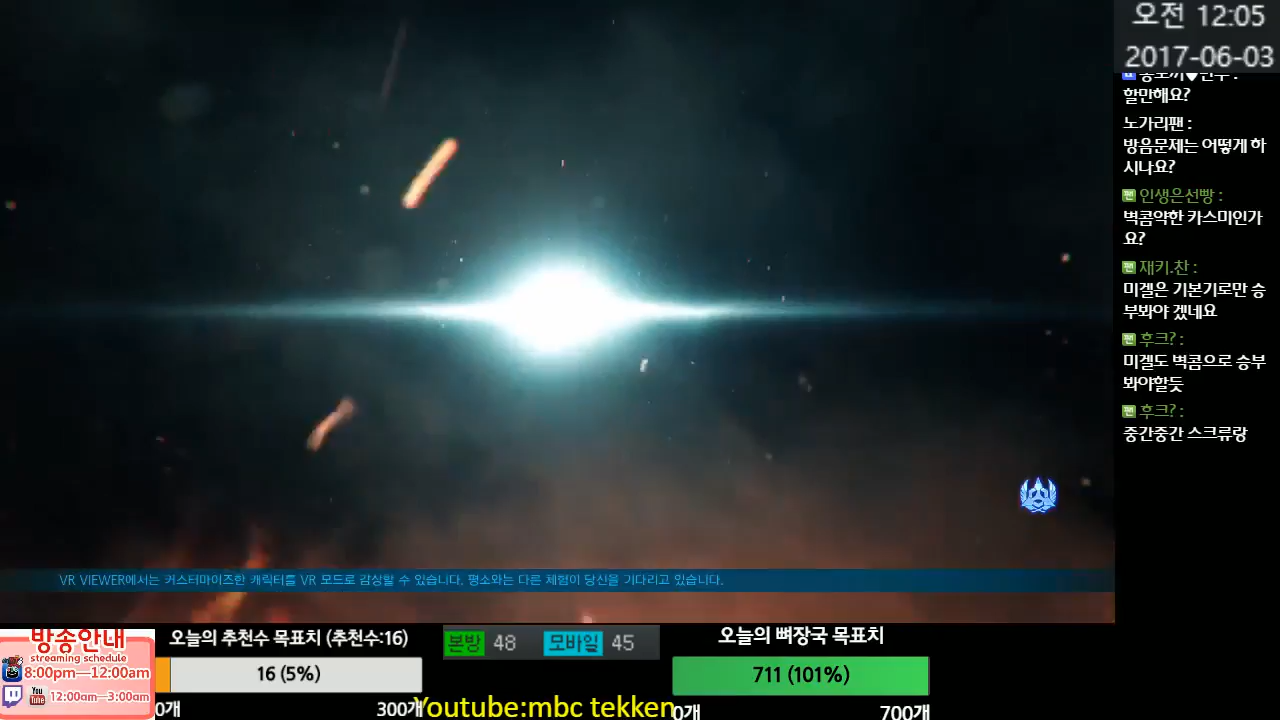 오전 12:05
2017-06-03
할만해요?
노가리팬 :
방음문제는 어떻게 하
시나요?
팬 인생은선빵 :
벽콤약한 카스미인가
요?
팬 재키.찬 :
미겔은 기본기로만 승
부봐야 겠네요
팬 후크? :
미겔도 벽콤으로 승부
봐야할듯
팬 후크? :
중간중간 스크류랑
VR VIEWER에서는 커스터마이즈한 캐릭터를 VR 모드로 감상할 수 있습니다. 평소와는 다른 체험이 당신을 기다리고 있습니다.
방송안내
streaming schedule
8:00pm—12:00am
You Tube 12:00am—3:00am
오늘의 추천수 목표치 (추천수:16)
16 (5%)
0개 300개
본방 48 모바일 45
Youtube:mbc tekken
오늘의 뼈장국 목표치
711 (101%)
0개 700개